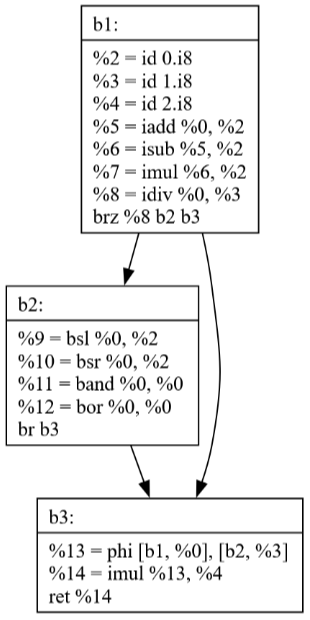 b1:
%2 = id 0.i8
%3 = id 1.i8
%4 = id 2.i8
%5 = iadd %0, %2
%6 = isub %5, %2
%7 = imul %6, %2
%8 = idiv %0, %3
brz %8 b2 b3
b2:
%9 = bsl %0, %2
%10 = bsr %0, %2
%11 = band %0, %0
%12 = bor %0, %0
br b3
b3:
%13 = phi [b1, %0], [b2, %3]
%14 = imul %13, %4
ret %14